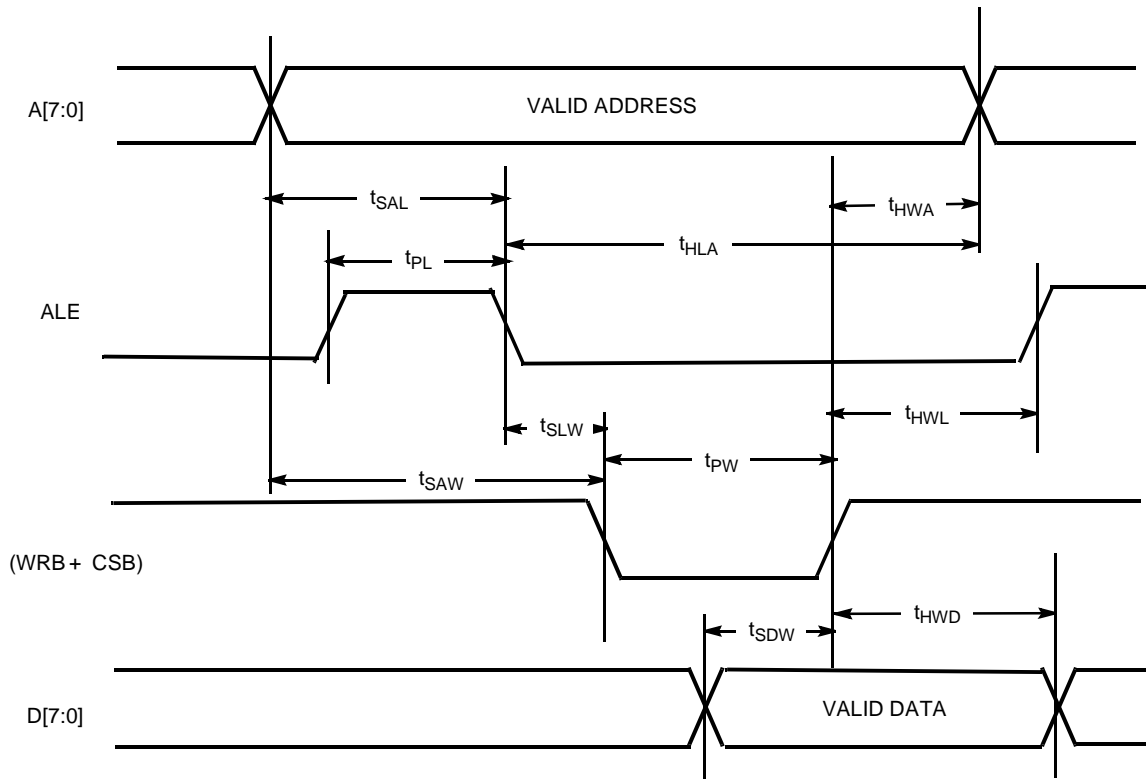 A[7:0]
VALID ADDRESS
tSAL
tHWA
tPL
tHLA
ALE
tSLW
tHWL
tPW
tSAW
(WRB + CSB)
tSDW
tHWD
D[7:0]
VALID DATA